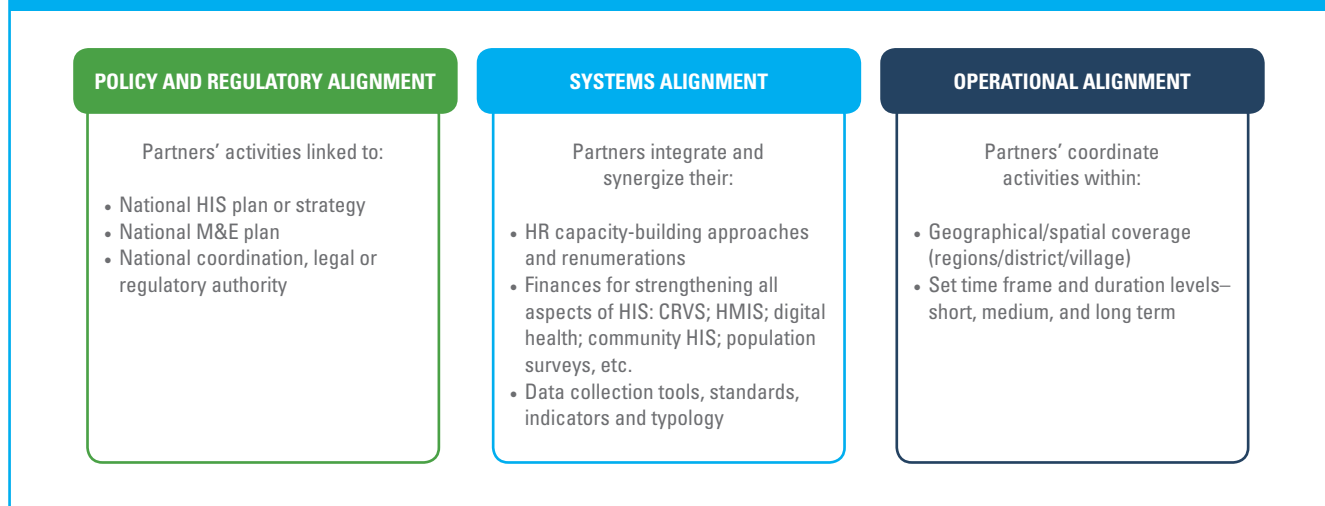 POLICY AND REGULATORY ALIGNMENT
Partners’ activities linked to:
• National HIS plan or strategy
• National M&E plan
• National coordination, legal or
regulatory authority
SYSTEMS ALIGNMENT
Partners integrate and
synergize their:
• HR capacity-building approaches
and renumerations
• Finances for strengthening all
aspects of HIS: CRVS; HMIS; digital
health; community HIS; population
surveys, etc.
• Data collection tools, standards,
indicators and typology
OPERATIONAL ALIGNMENT
Partners’ coordinate
activities within:
• Geographical/spatial coverage
(regions/district/village)
• Set time frame and duration levels–
short, medium, and long term